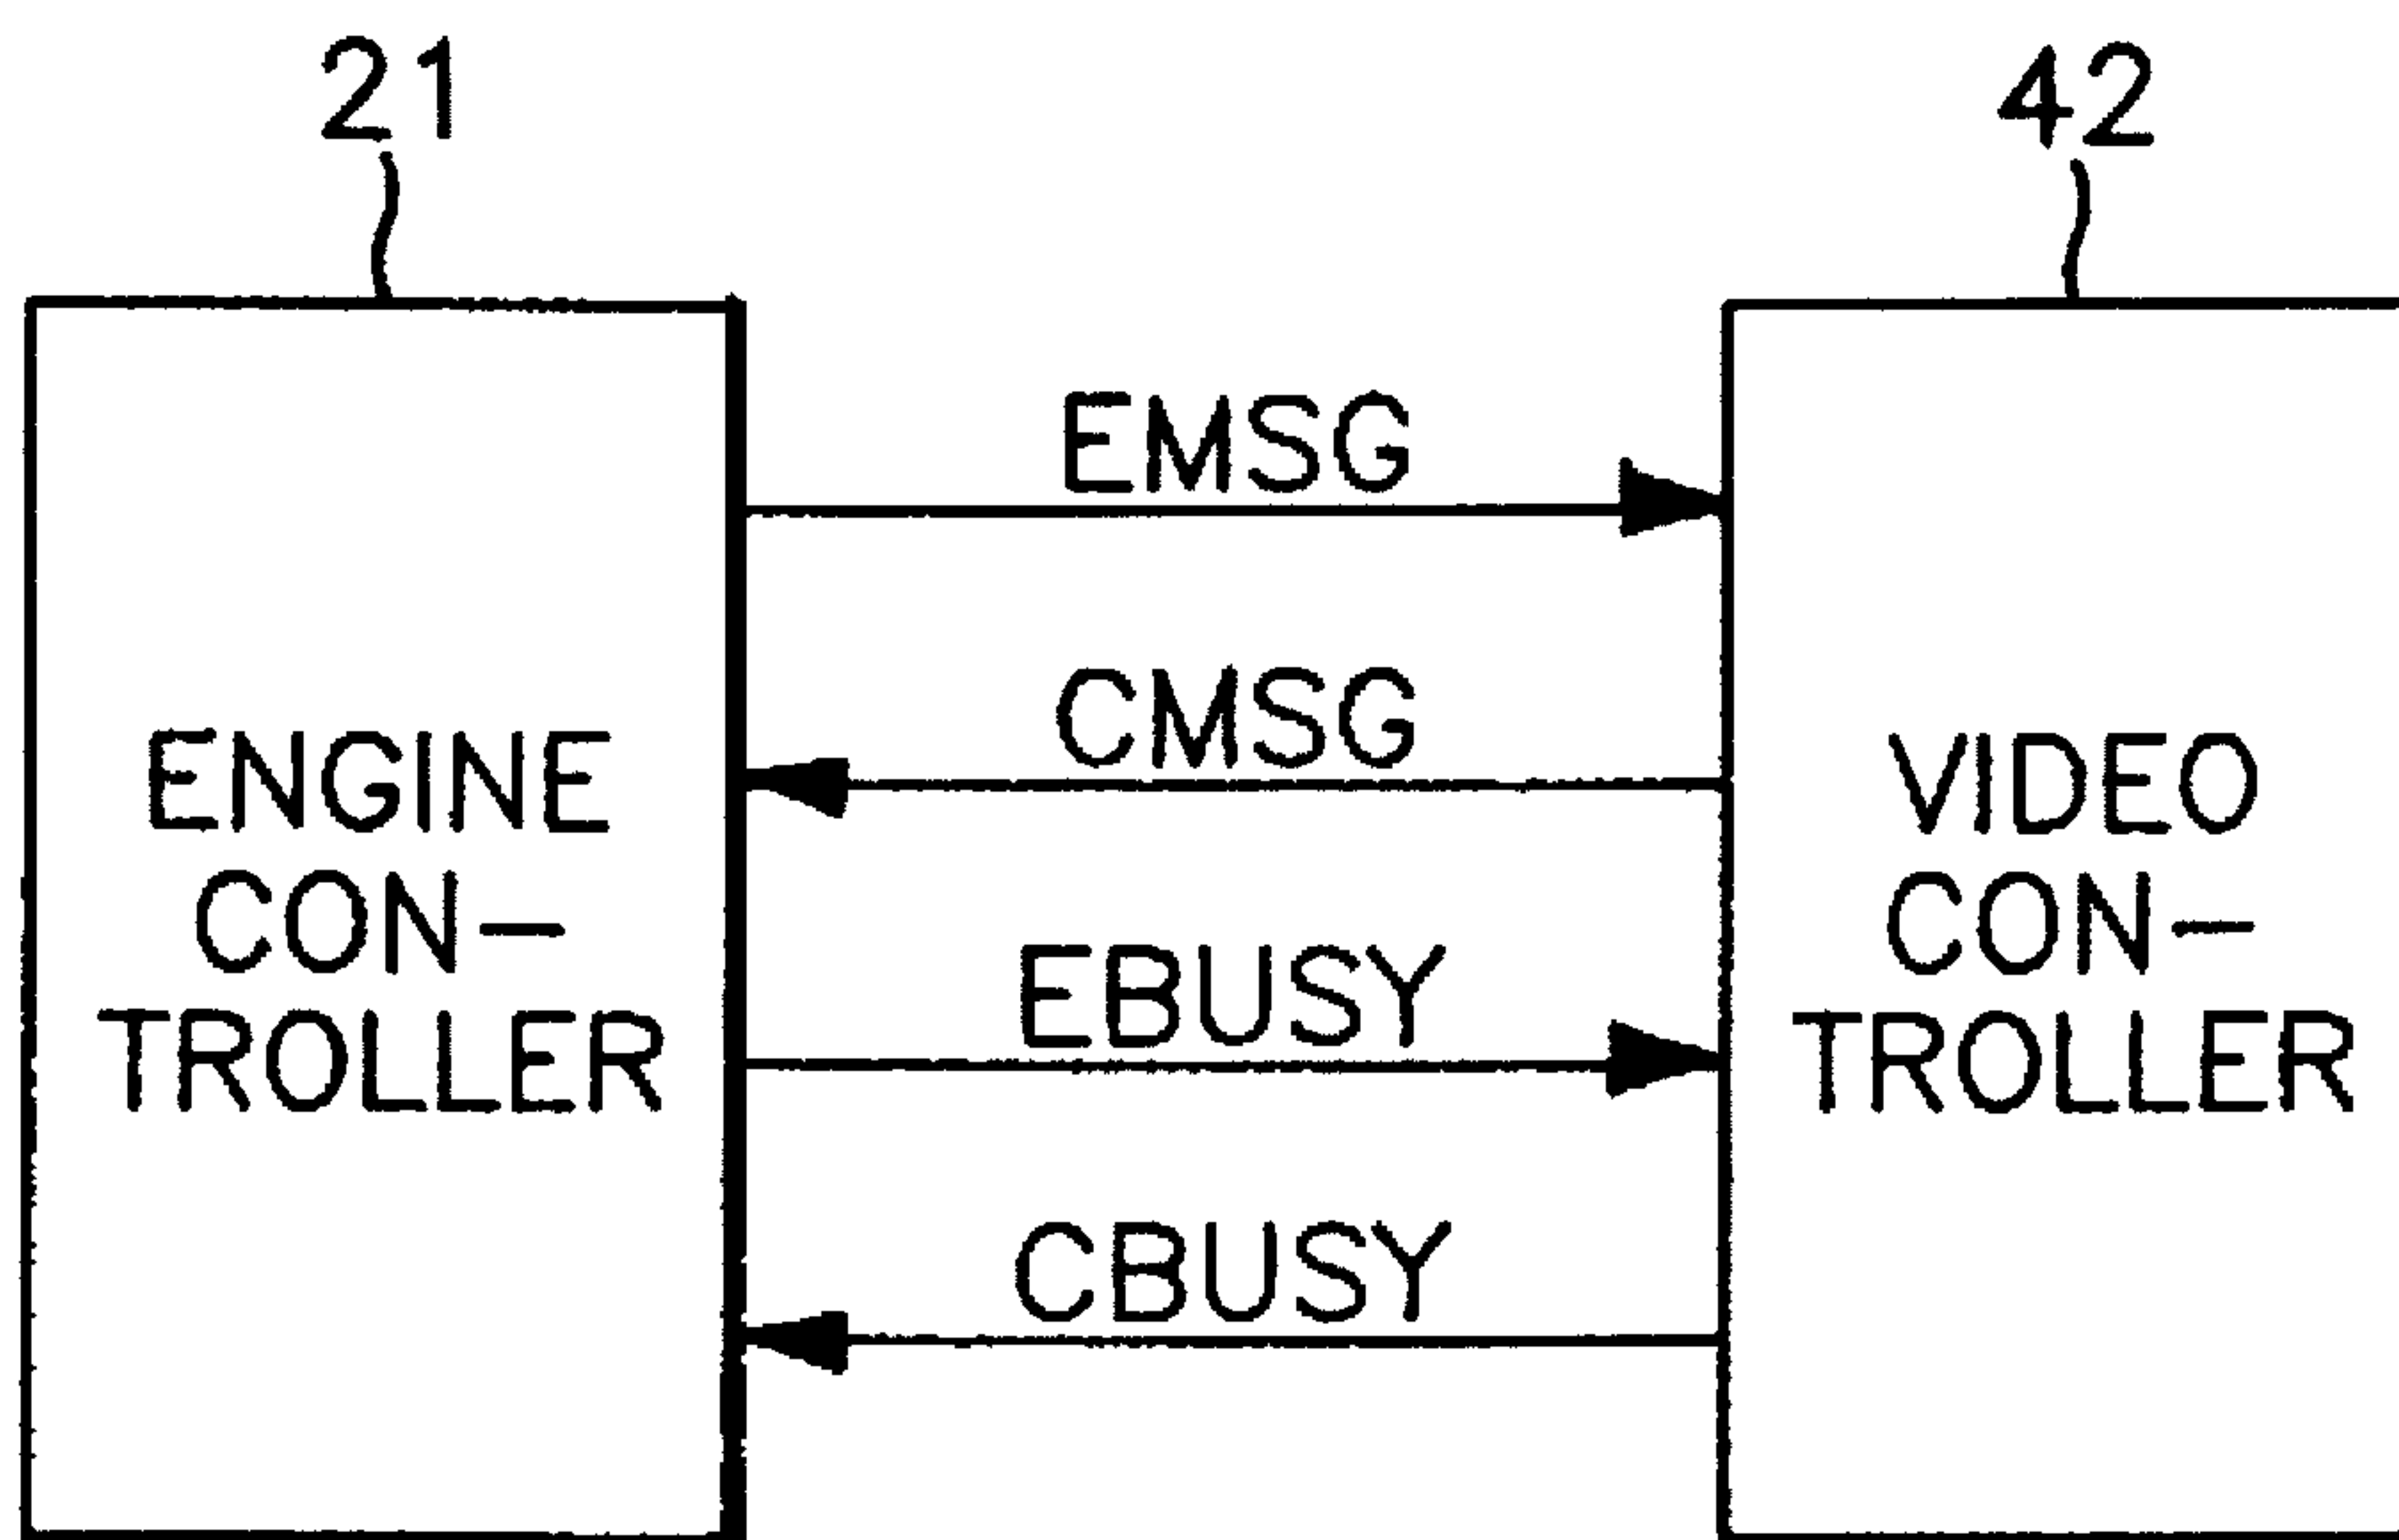 21
42
EMSG
CMSG
ENGINE
CON-
TROLLER
EBUSY
CBUSY
VIDEO
CON-
TROLLER